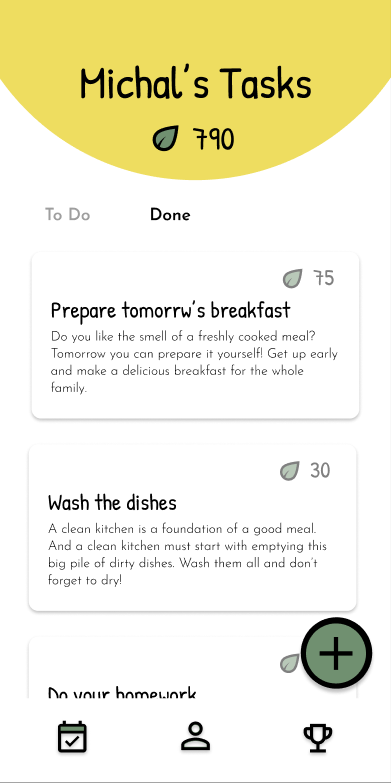 Michal's Tasks
790
To Do Done
75
Prepare tomorrw's breakfast
Do you like the smell of a freshly cooked meal?
Tomorrow you can prepare it yourself! Get up early
and make a delicious breakfast for the whole
family.
30
Wash the dishes
A clean kitchen is a foundation of a good meal.
And a clean kitchen must start with emptying this
big pile of dirty dishes. Wash them all and don't
forget to dry!
Do your homework